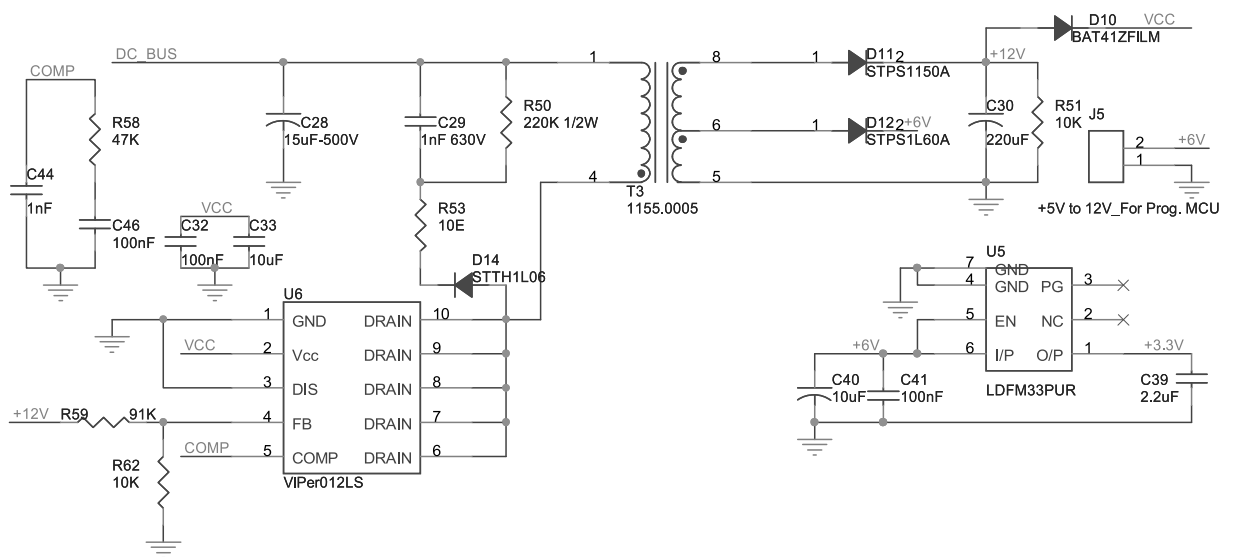 D10
VCC
BAT41ZFILM
DC_BUS
1
8
1
D11
2
STPS1150A
+12V
COMP
R58
47K
C28
15uF-500V
C29
1nF 630V
R50
220K 1/2W
6
1
D12
2
+6V
STPS1L60A
C30
220uF
R51
10K
J5
2
+6V
1
C44
1nF
4
T3
1155.0005
5
+5V to 12V_For Prog. MCU
C46
100nF
VCC
C32
100nF
C33
10uF
R53
10E
D14
STTH1L06
U6
1
GND
DRAIN
10
VCC
2
Vcc
DRAIN
9
3
DIS
DRAIN
8
+12V
R59
91K
4
FB
DRAIN
7
COMP
5
COMP
DRAIN
6
R62
10K
VIPer012LS
U5
7
GND
4
GND
PG
3
5
EN
NC
2
+6V
6
I/P
O/P
1
+3.3V
C40
10uF
C41
100nF
LDFM33PUR
C39
2.2uF